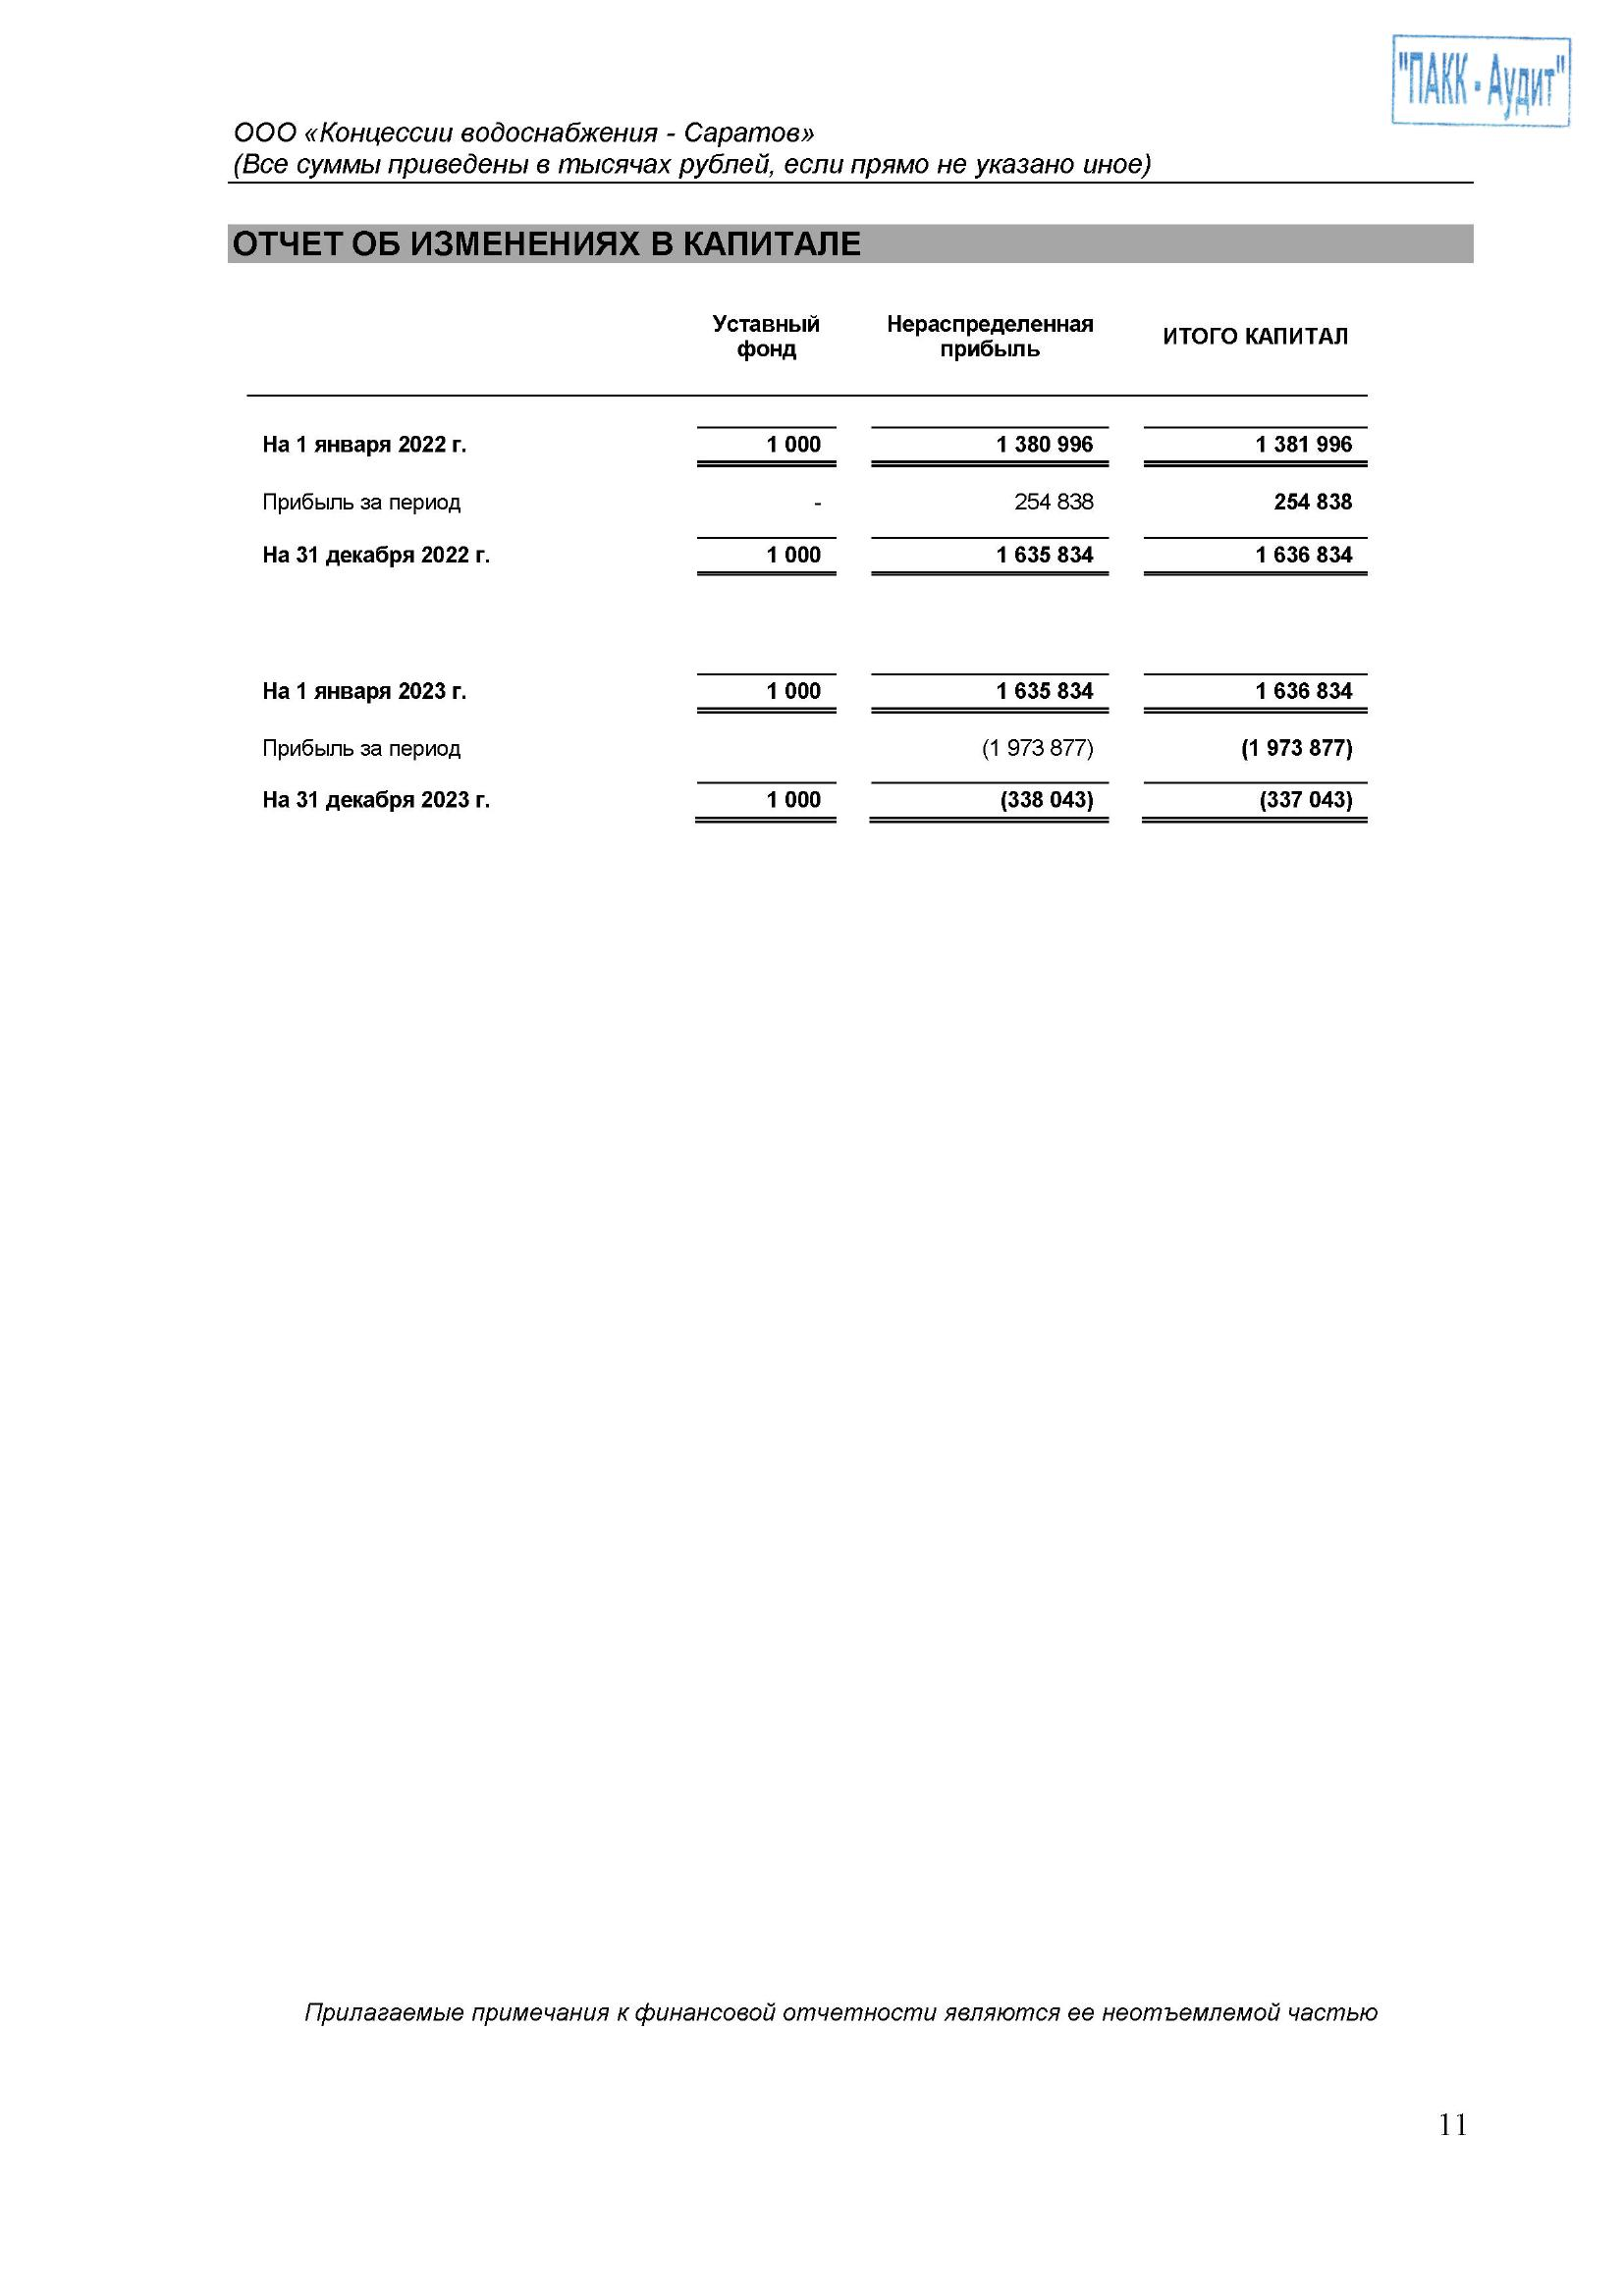 "ПАКК - Аудит"
ООО «Концессии водоснабжения - Саратов»
(Все суммы приведены в тысячах рублей, если прямо не указано иное)
ОТЧЕТ ОБ ИЗМЕНЕНИЯХ В КАПИТАЛЕ
Уставный фонд Нераспределенная прибыль ИТОГО КАПИТАЛ
На 1 января 2022 г. 1 000 1 380 996 1 381 996
Прибыль за период - 254 838 254 838
На 31 декабря 2022 г. 1 000 1 635 834 1 636 834
На 1 января 2023 г. 1 000 1 635 834 1 636 834
Прибыль за период (1 973 877) (1 973 877)
На 31 декабря 2023 г. 1 000 (338 043) (337 043)
Прилагаемые примечания к финансовой отчетности являются ее неотъемлемой частью
11